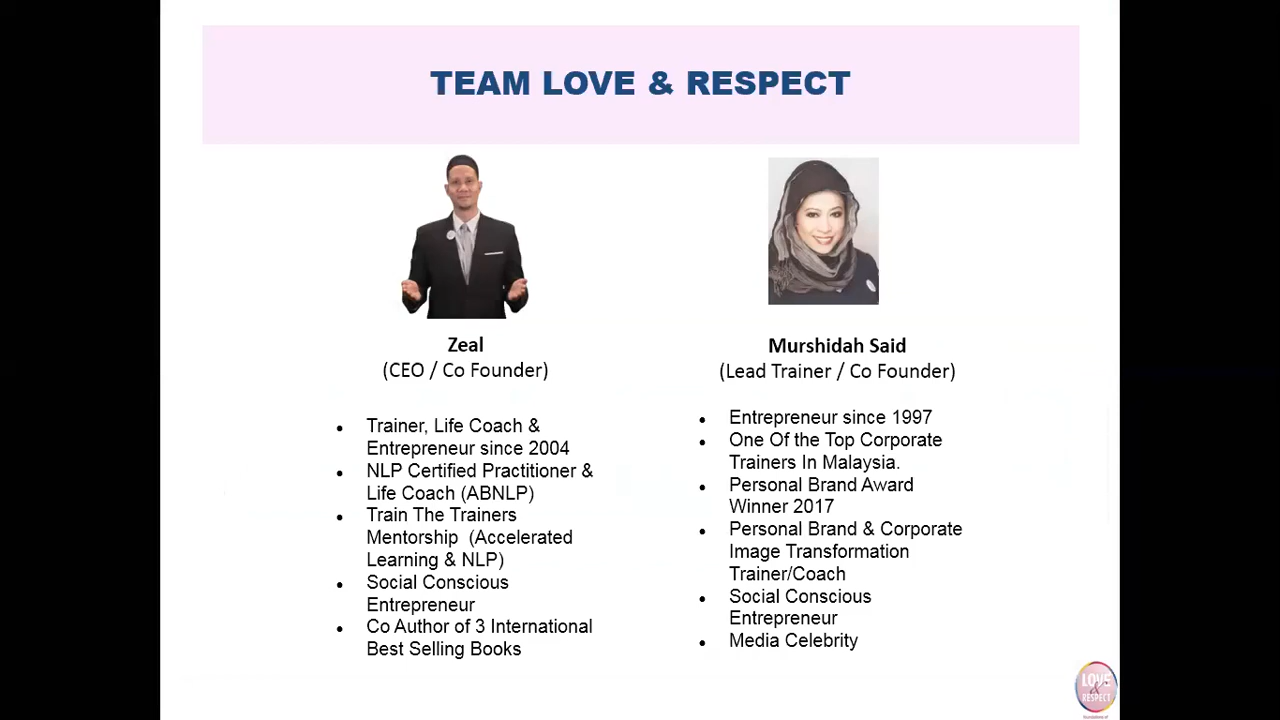 TEAM LOVE & RESPECT
Zeal
(CEO / Co Founder)
Trainer, Life Coach &
Entrepreneur since 2004
NLP Certified Practitioner &
Life Coach (ABNLP)
Train The Trainers
Mentorship (Accelerated
Learning & NLP)
Social Conscious
Entrepreneur
Co Author of 3 International
Best Selling Books
Murshidah Said
(Lead Trainer / Co Founder)
Entrepreneur since 1997
One Of the Top Corporate
Trainers In Malaysia.
Personal Brand Award
Winner 2017
Personal Brand & Corporate
Image Transformation
Trainer/Coach
Social Conscious
Entrepreneur
Media Celebrity
LOVE
&
RESPECT